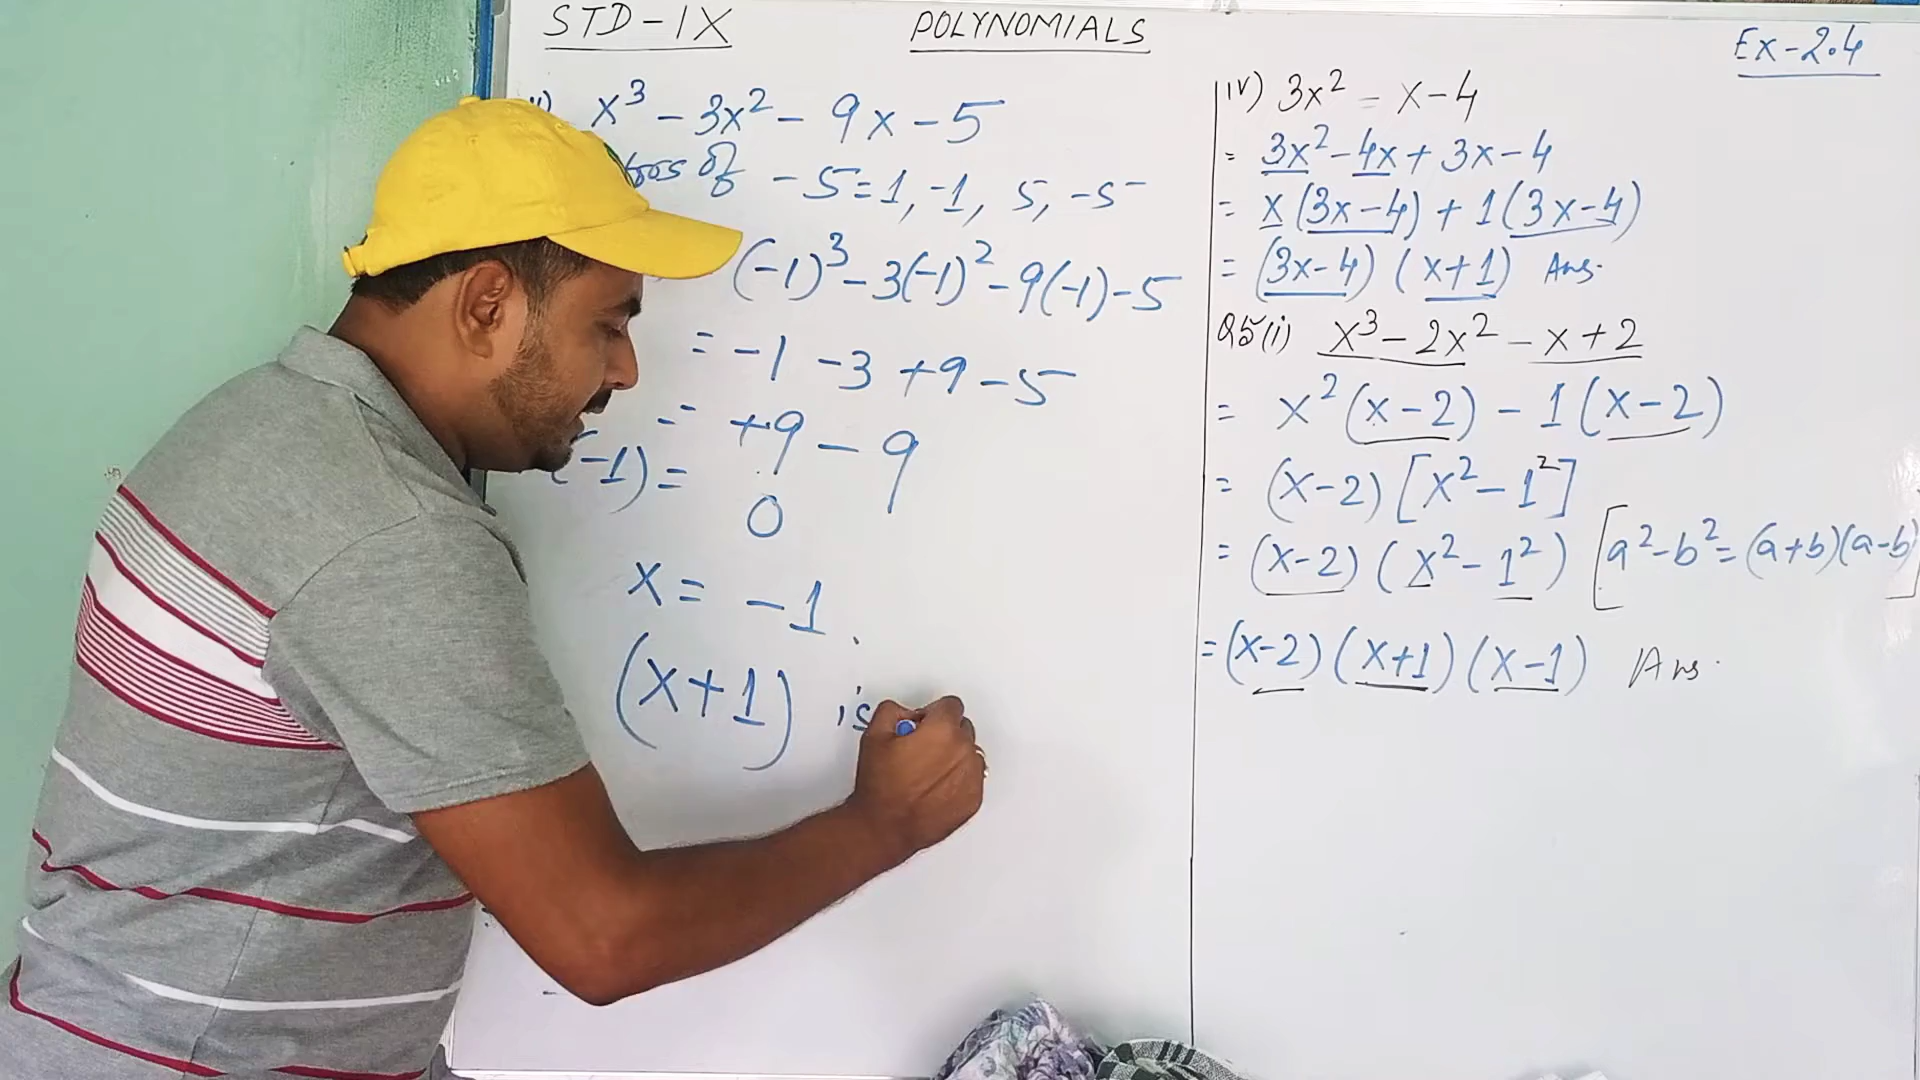 STD-IX
POLYNOMIALS
Ex-2.4
x³ - 3x² - 9x - 5
of -5=1, -1, 5, -5
(-1)³ - 3(-1)² - 9(-1) - 5
= -1 -3 +9 -5
= +9 - 9
(-1) = 0
x = -1.
(x+1) is
iv) 3x² - x - 4
= 3x² - 4x + 3x - 4
= x(3x-4) + 1(3x-4)
= (3x-4) (x+1) Ans.
Q5(i) x³ - 2x² - x + 2
= x²(x-2) - 1(x-2)
= (x-2) [x² - 1²]
= (x-2) (x² - 1²) [a²-b²=(a+b)(a-b)]
= (x-2) (x+1) (x-1) Ans.